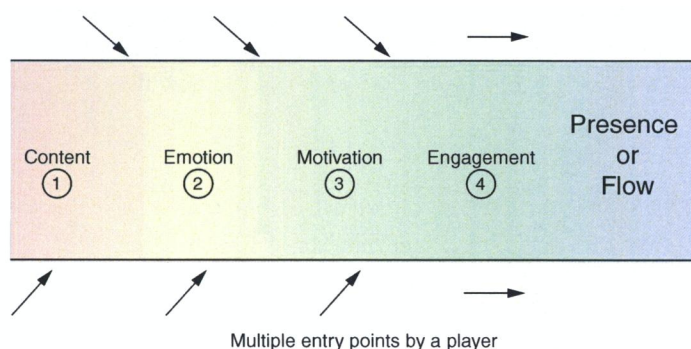 Content
1
Emotion
2
Motivation
3
Engagement
4
Presence
or
Flow
Multiple entry points by a player